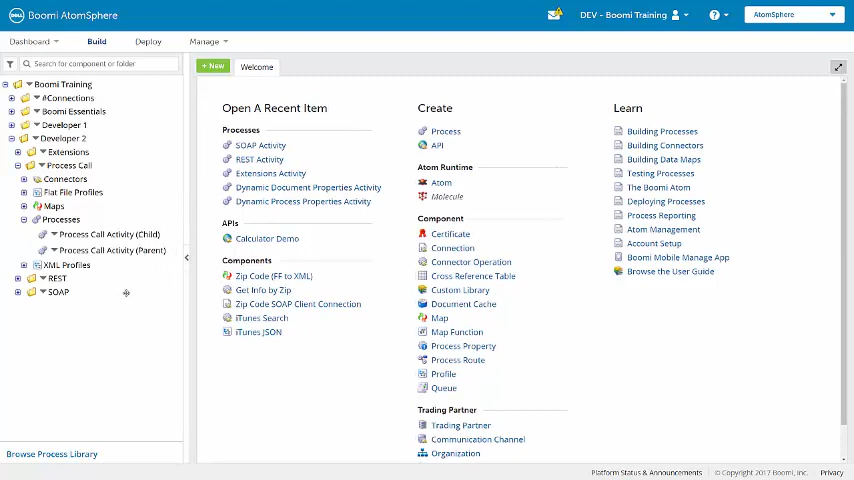 DELL Boomi AtomSphere
DEV - Boomi Training
AtomSphere
Dashboard
Build
Deploy
Manage
Search for component or folder
+ New
Welcome
Boomi Training
#Connections
Boomi Essentials
Developer 1
Developer 2
Extensions
Process Call
Connectors
Flat File Profiles
Maps
Processes
Process Call Activity (Child)
Process Call Activity (Parent)
XML Profiles
REST
SOAP
Browse Process Library
Open A Recent Item
Processes
SOAP Activity
REST Activity
Extensions Activity
Dynamic Document Properties Activity
Dynamic Process Properties Activity
APIs
Calculator Demo
Components
Zip Code (FF to XML)
Get Info by Zip
Zip Code SOAP Client Connection
iTunes Search
iTunes JSON
Create
Process
API
Atom Runtime
Atom
Molecule
Component
Certificate
Connection
Connector Operation
Cross Reference Table
Custom Library
Document Cache
Map
Map Function
Process Property
Process Route
Profile
Queue
Trading Partner
Trading Partner
Communication Channel
Organization
Learn
Building Processes
Building Connectors
Building Data Maps
Testing Processes
The Boomi Atom
Deploying Processes
Process Reporting
Atom Management
Account Setup
Boomi Mobile Manage App
Browse the User Guide
Platform Status & Announcements
© Copyright 2017 Boomi, Inc.
Privacy